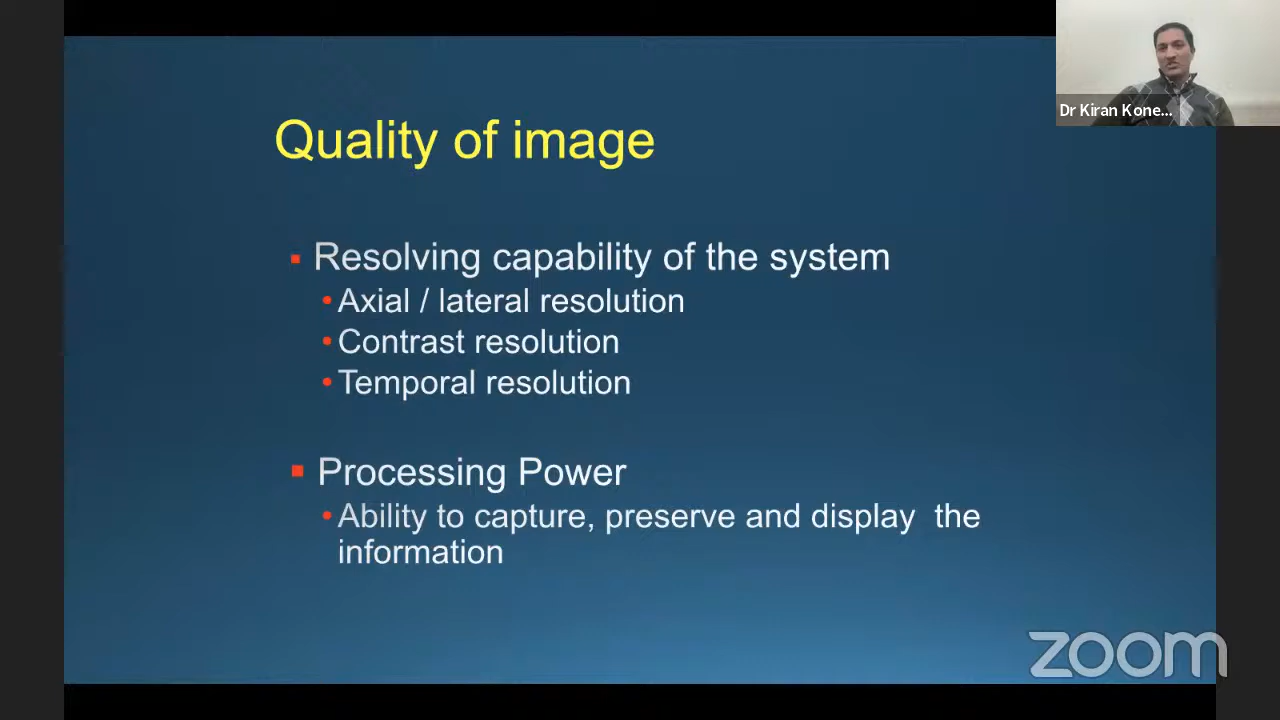 Dr Kiran Kone...
Quality of image
Resolving capability of the system
Axial / lateral resolution
Contrast resolution
Temporal resolution
Processing Power
Ability to capture, preserve and display the
information
zoom